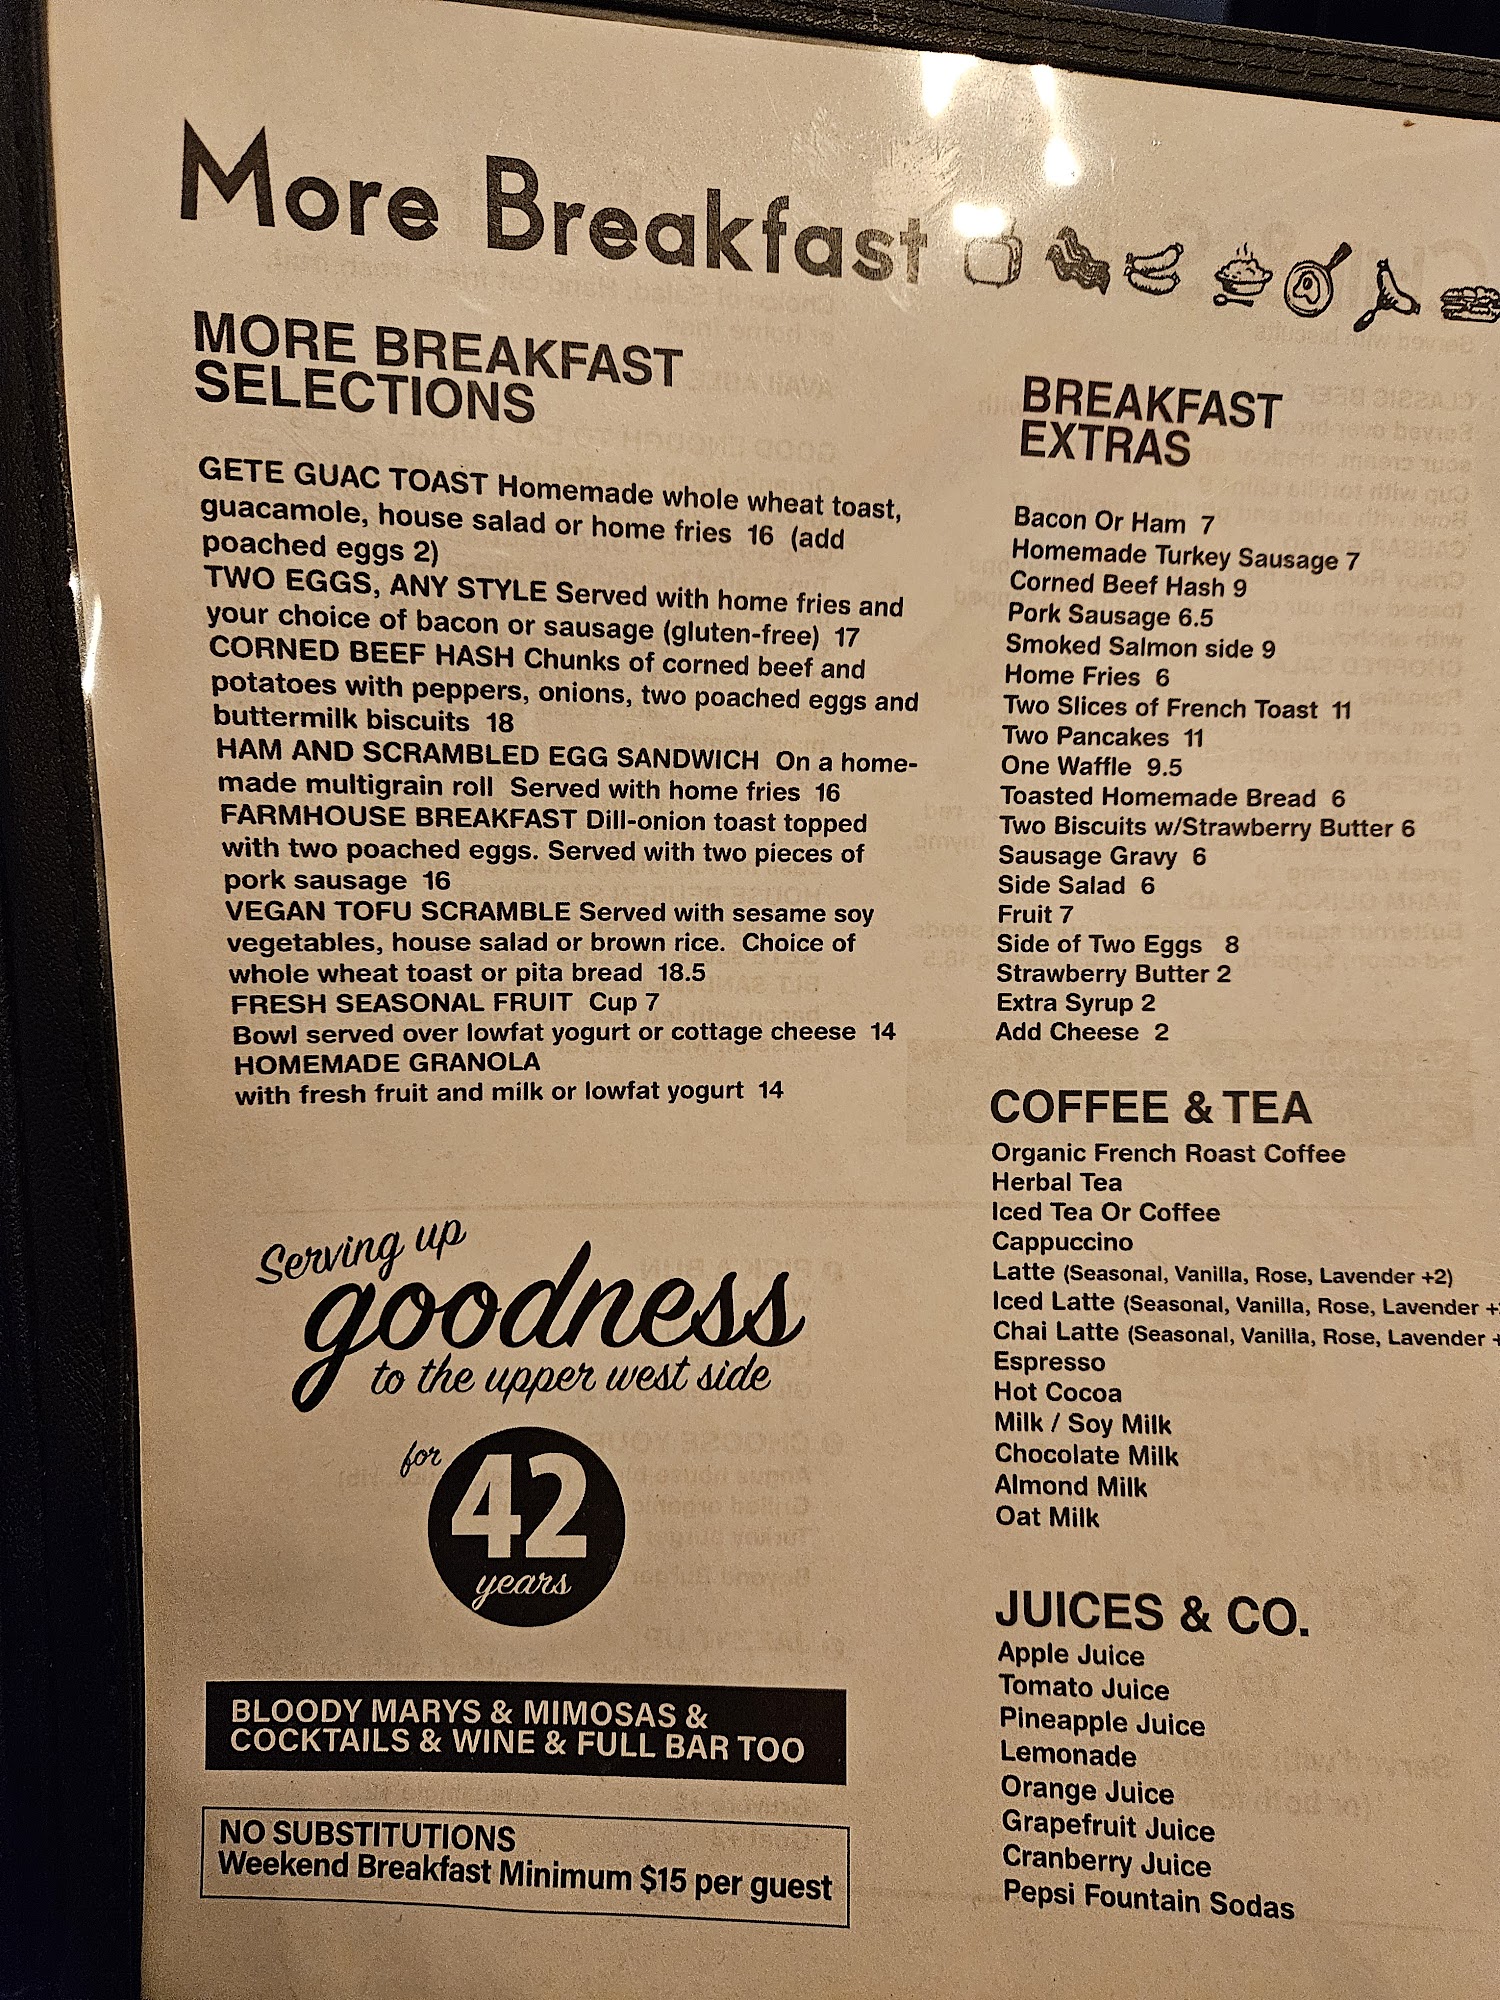 More Breakfast
MORE BREAKFAST
SELECTIONS
GETE GUAC TOAST Homemade whole wheat toast,
guacamole, house salad or home fries 16 (add
poached eggs 2)
TWO EGGS, ANY STYLE Served with home fries and
your choice of bacon or sausage (gluten-free) 17
CORNED BEEF HASH Chunks of corned beef and
potatoes with peppers, onions, two poached eggs and
buttermilk biscuits 18
HAM AND SCRAMBLED EGG SANDWICH On a home-
made multigrain roll Served with home fries 16
FARMHOUSE BREAKFAST Dill-onion toast topped
with two poached eggs. Served with two pieces of
pork sausage 16
VEGAN TOFU SCRAMBLE Served with sesame soy
vegetables, house salad or brown rice. Choice of
whole wheat toast or pita bread 18.5
FRESH SEASONAL FRUIT Cup 7
Bowl served over lowfat yogurt or cottage cheese 14
HOMEMADE GRANOLA
with fresh fruit and milk or lowfat yogurt 14
Serving up
goodness
to the upper west side
for
42
years
BLOODY MARYS & MIMOSAS &
COCKTAILS & WINE & FULL BAR TOO
NO SUBSTITUTIONS
Weekend Breakfast Minimum $15 per guest
BREAKFAST
EXTRAS
Bacon Or Ham 7
Homemade Turkey Sausage 7
Corned Beef Hash 9
Pork Sausage 6.5
Smoked Salmon side 9
Home Fries 6
Two Slices of French Toast 11
Two Pancakes 11
One Waffle 9.5
Toasted Homemade Bread 6
Two Biscuits w/Strawberry Butter 6
Sausage Gravy 6
Side Salad 6
Fruit 7
Side of Two Eggs 8
Strawberry Butter 2
Extra Syrup 2
Add Cheese 2
COFFEE & TEA
Organic French Roast Coffee
Herbal Tea
Iced Tea Or Coffee
Cappuccino
Latte (Seasonal, Vanilla, Rose, Lavender +2)
Iced Latte (Seasonal, Vanilla, Rose, Lavender +
Chai Latte (Seasonal, Vanilla, Rose, Lavender +
Espresso
Hot Cocoa
Milk / Soy Milk
Chocolate Milk
Almond Milk
Oat Milk
JUICES & CO.
Apple Juice
Tomato Juice
Pineapple Juice
Lemonade
Orange Juice
Grapefruit Juice
Cranberry Juice
Pepsi Fountain Sodas